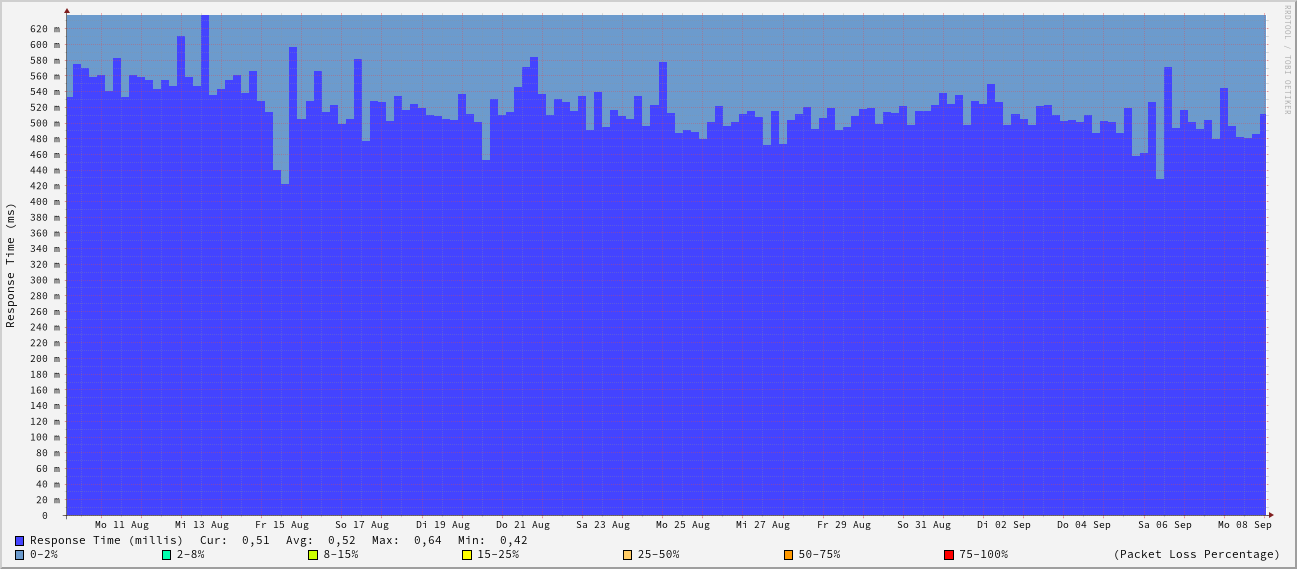 RRDTOOL / TOBI OETIKER
Response Time (ms)
620 m
600 m
580 m
560 m
540 m
520 m
500 m
480 m
460 m
440 m
420 m
400 m
380 m
360 m
340 m
320 m
300 m
280 m
260 m
240 m
220 m
200 m
180 m
160 m
140 m
120 m
100 m
80 m
60 m
40 m
20 m
0
Mo 11 Aug Mi 13 Aug Fr 15 Aug So 17 Aug Di 19 Aug Do 21 Aug Sa 23 Aug Mo 25 Aug Mi 27 Aug Fr 29 Aug So 31 Aug Di 02 Sep Do 04 Sep Sa 06 Sep Mo 08 Sep
Response Time (millis) Cur: 0,51 Avg: 0,52 Max: 0,64 Min: 0,42
0-2% 2-8% 8-15% 15-25% 25-50% 50-75% 75-100% (Packet Loss Percentage)